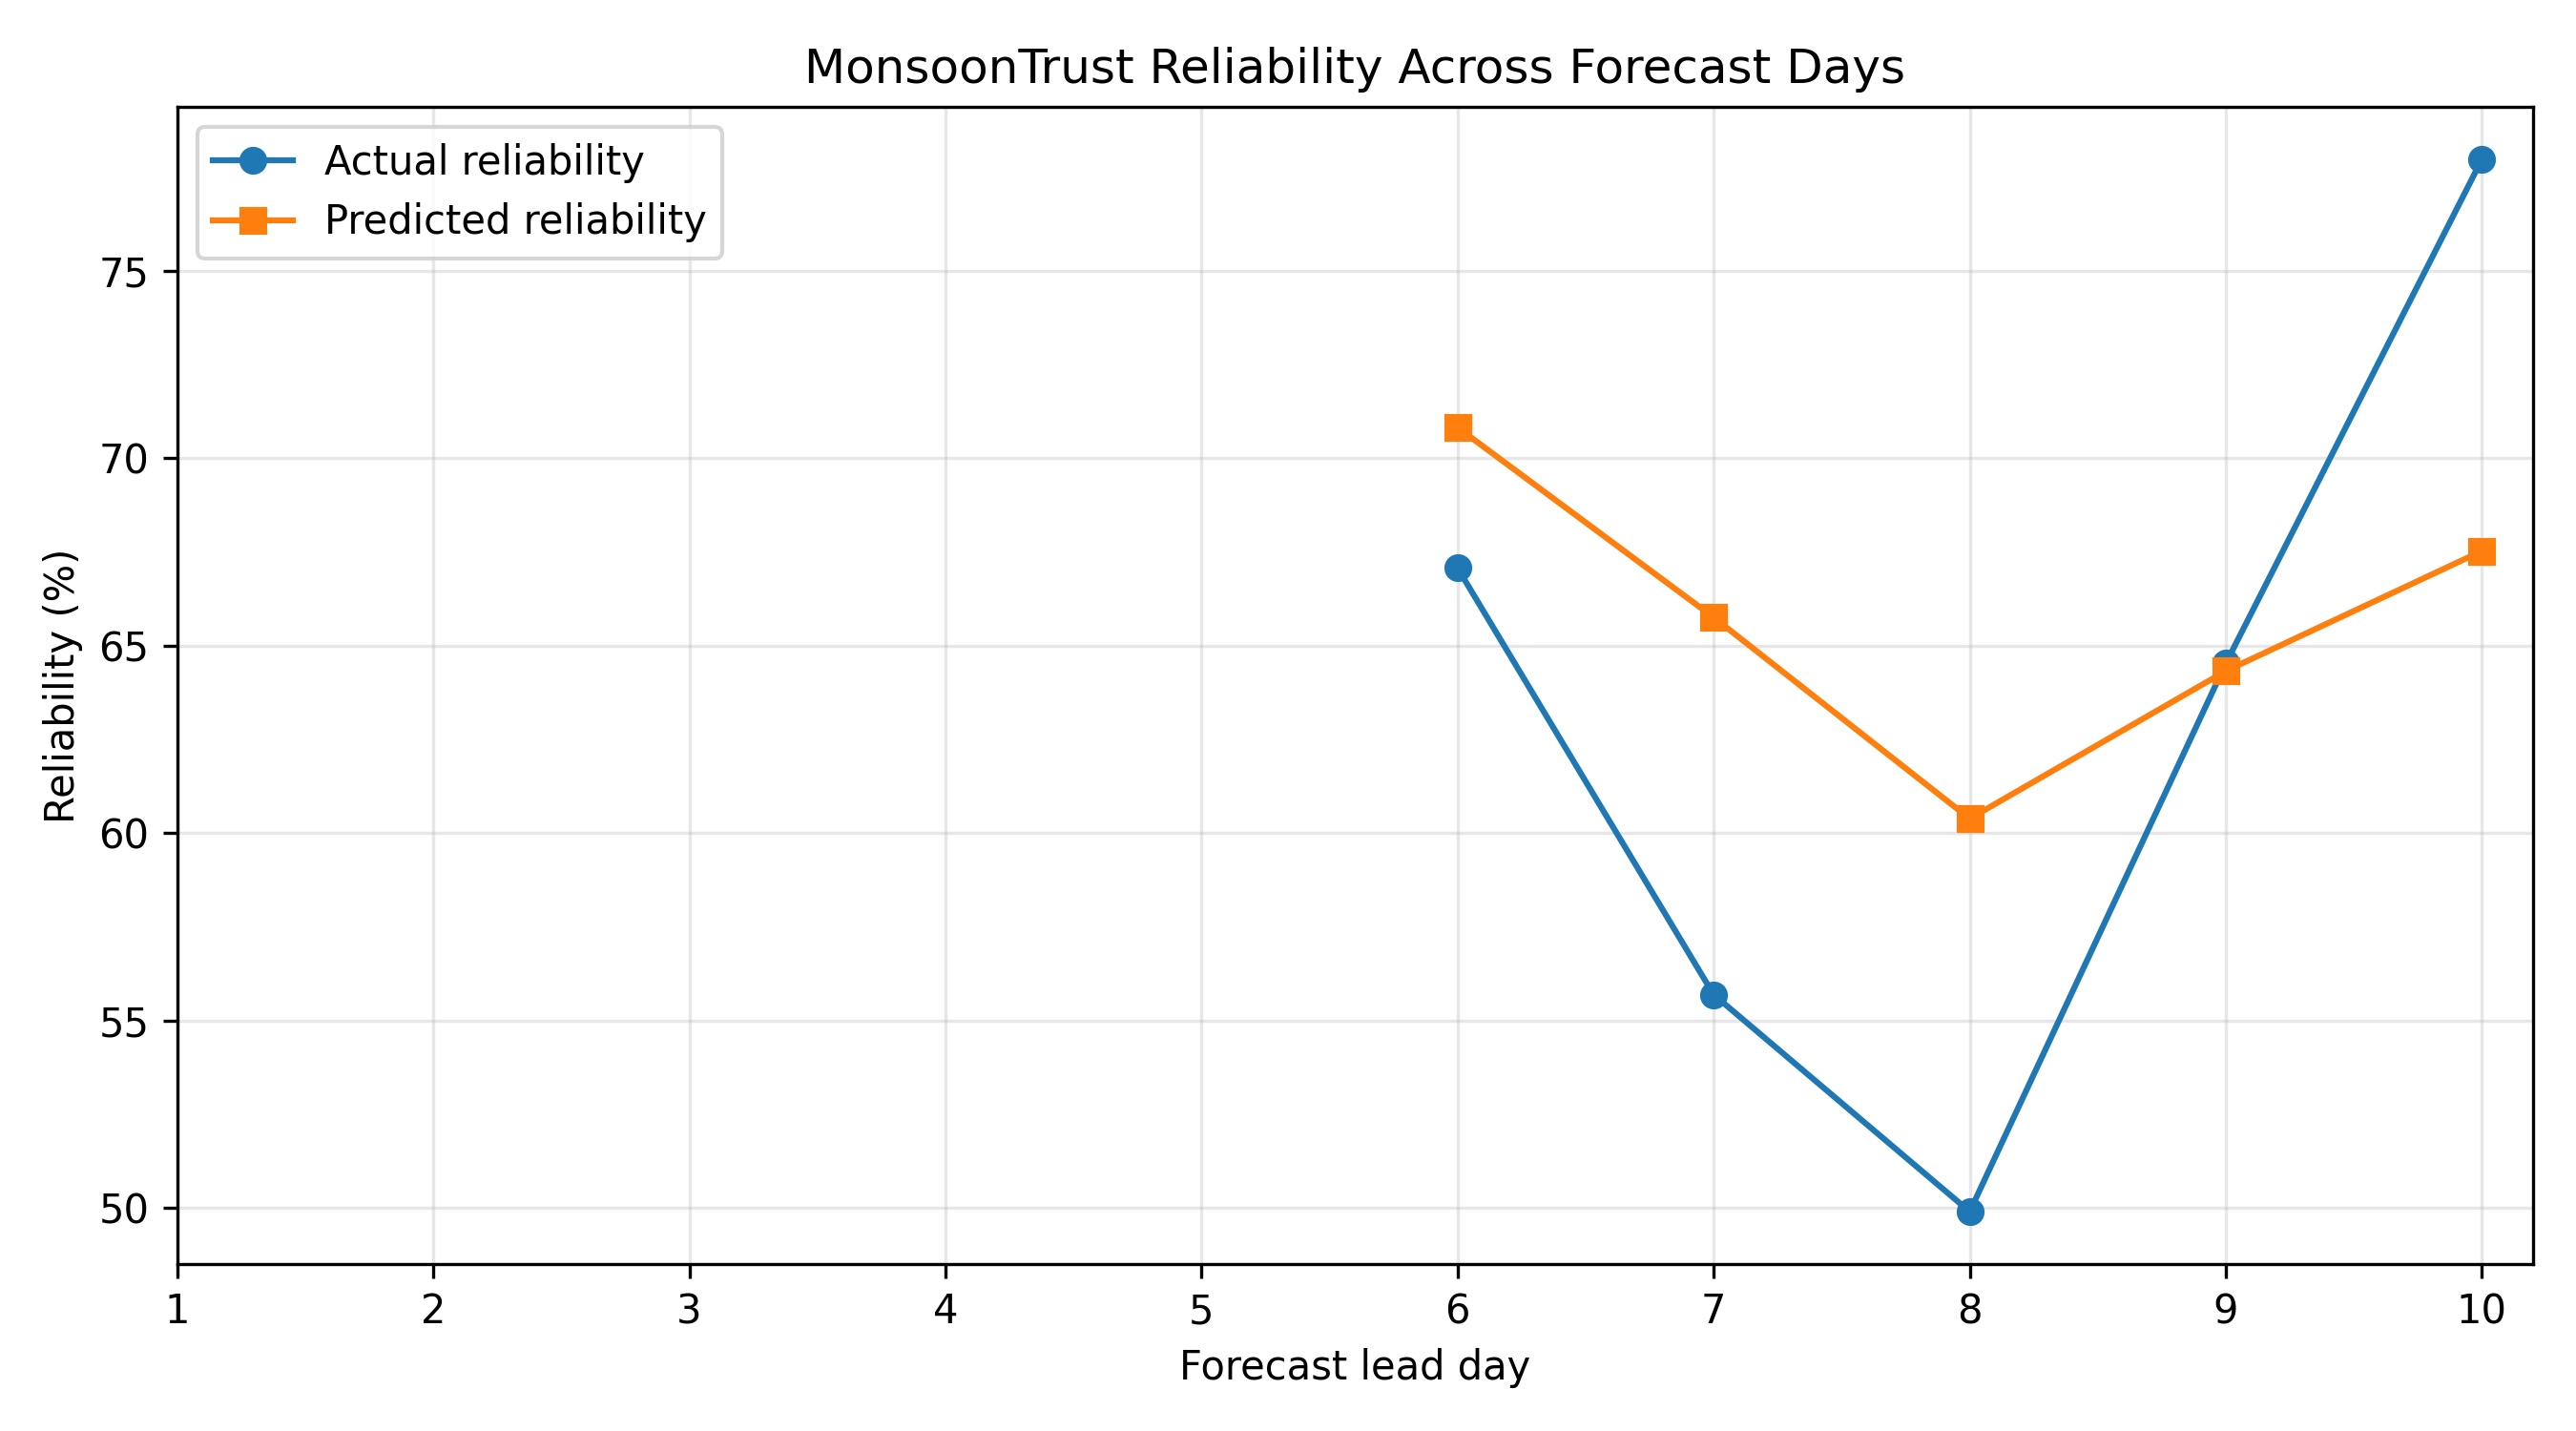 MonsoonTrust Reliability Across Forecast Days
Actual reliability
Predicted reliability
Reliability (%)
75
70
65
60
55
50
1 2 3 4 5 6 7 8 9 10
Forecast lead day